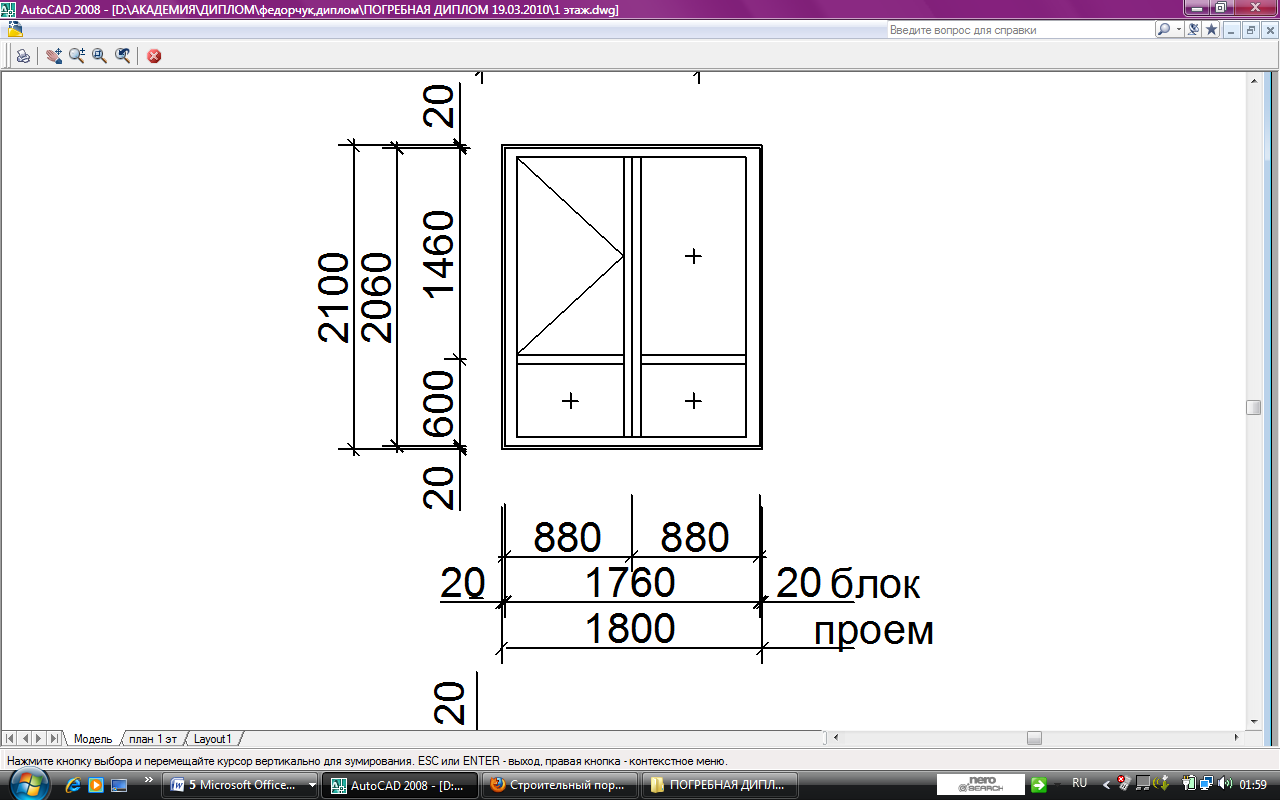 AutoCAD 2008 - [D:\АКАДЕМИЯ\ДИПЛОМ\федорчук,диплом\ПОГРЕБНАЯ ДИПЛОМ 19.03.2010\1 этаж.dwg]
Введите вопрос для справки
20
2100
2060
1460
600
20
880 880
20 1760 20 блок
1800 проем
20
Модель план 1 эт Layout1
Нажмите кнопку выбора и перемещайте курсор вертикально для зумирования. ESC или ENTER - выход, правая кнопка - контекстное меню.
5 Microsoft Office... AutoCAD 2008 - [D:... Строительный пор... ПОГРЕБНАЯ ДИПЛ... nero SEARCH RU 01:59